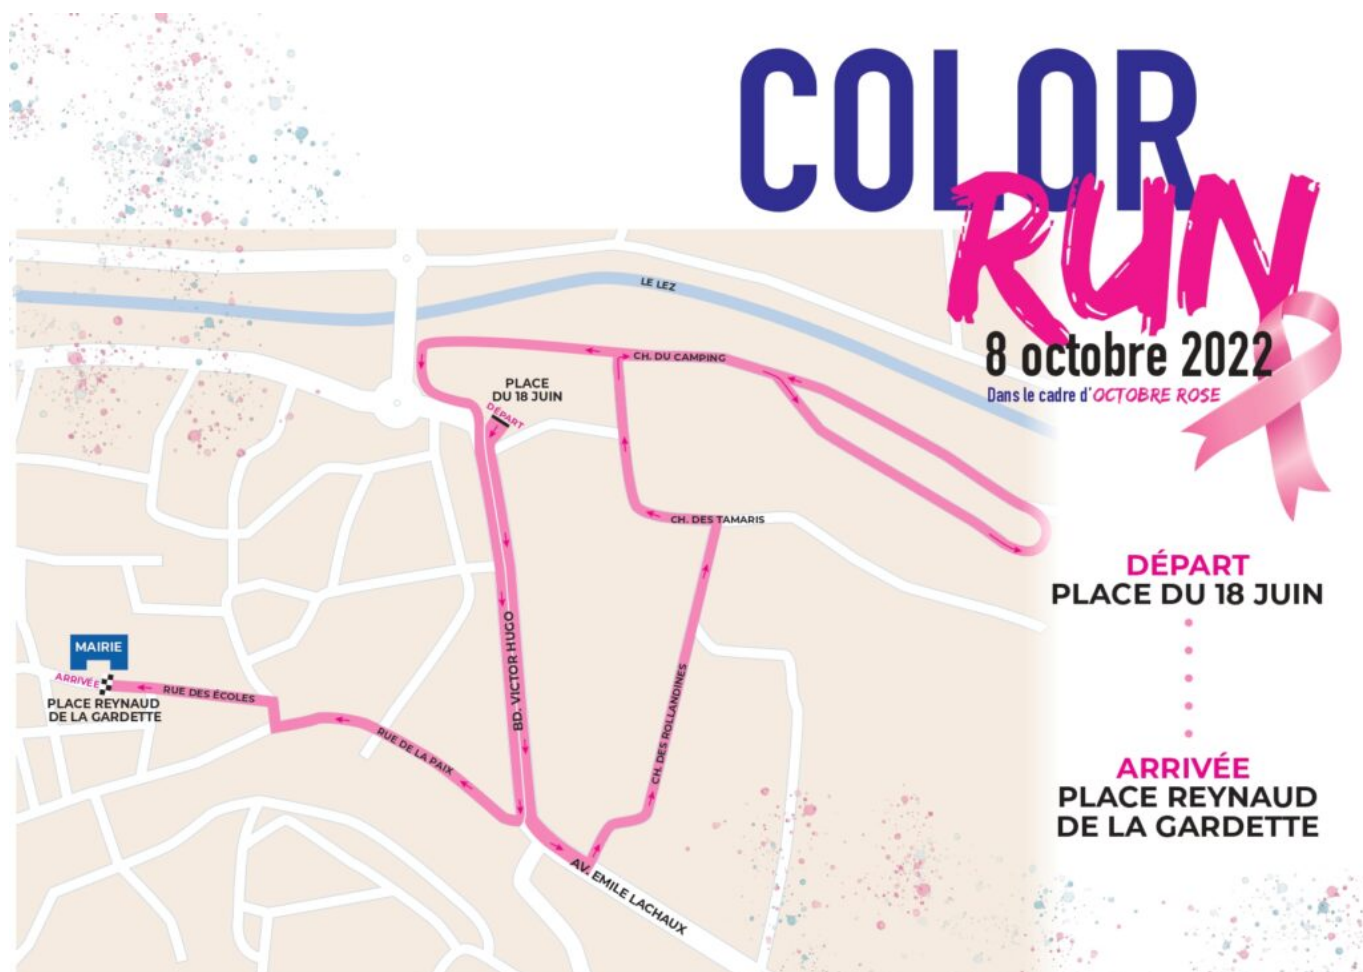 COLOR
RUN
8 octobre 2022
Dans le cadre d'OCTOBRE ROSE
LE LEZ
CH. DU CAMPING
PLACE
DU 18 JUIN
DÉPART
CH. DES TAMARIS
BD. VICTOR HUGO
CH. DES ROLLANDINES
MAIRIE
ARRIVÉE
RUE DES ÉCOLES
PLACE REYNAUD
DE LA GARDETTE
RUE DE LA PAIX
AV. EMILE LACHAUX
DÉPART
PLACE DU 18 JUIN
ARRIVÉE
PLACE REYNAUD
DE LA GARDETTE